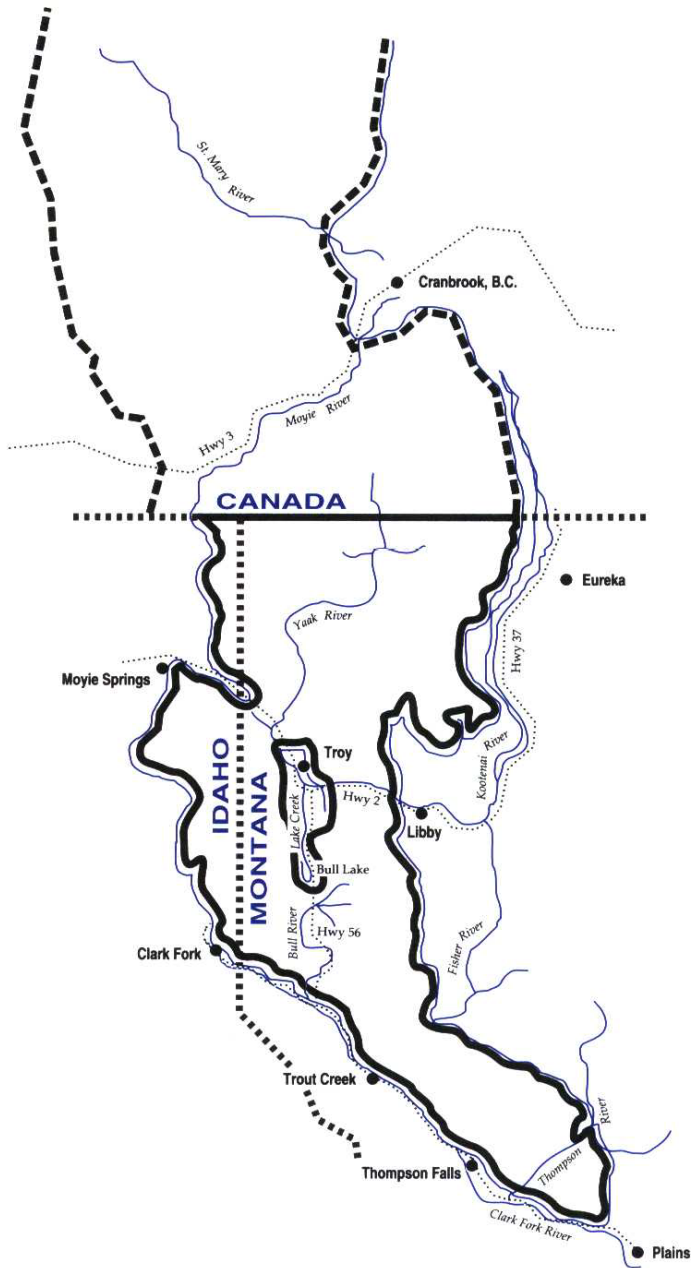 St. Mary River
Cranbrook, B.C.
Hwy 3
Moyie River
CANADA
Eureka
Yaak River
Hwy 37
Moyie Springs
IDAHO
MONTANA
Troy
Kootenai River
Lake Creek
Hwy 2
Libby
Bull Lake
Bull River
Hwy 56
Fisher River
Clark Fork
Trout Creek
Thompson River
Thompson Falls
Clark Fork River
Plains